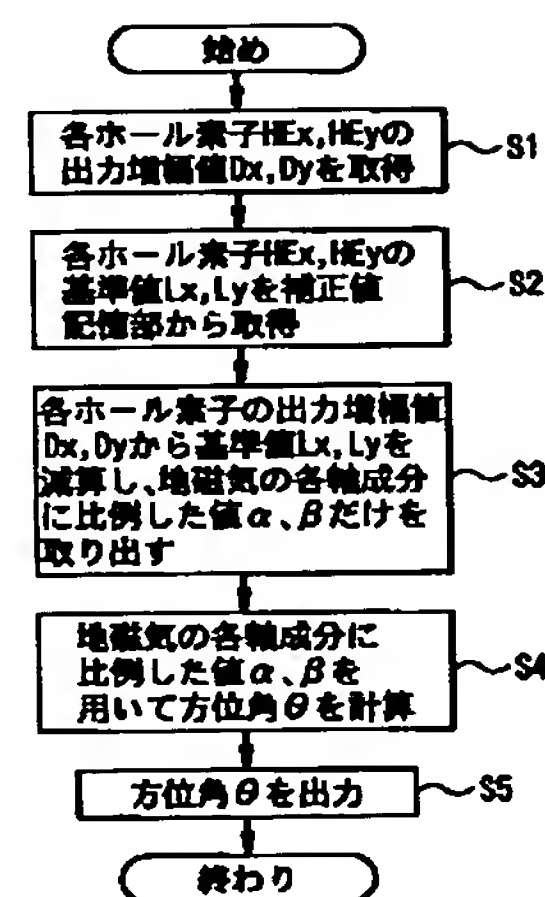 始め
各ホール素子HEx,HEyの
出力増幅値Dx,Dyを取得
S1
各ホール素子HEx,HEyの
基準値Lx,Lyを補正値
記憶部から取得
S2
各ホール素子の出力増幅値
Dx,Dyから基準値Lx,Lyを
減算し、地磁気の各軸成分
に比例した値α、βだけを
取り出す
S3
地磁気の各軸成分に
比例した値α、βを
用いて方位角θを計算
S4
方位角θを出力
S5
終わり